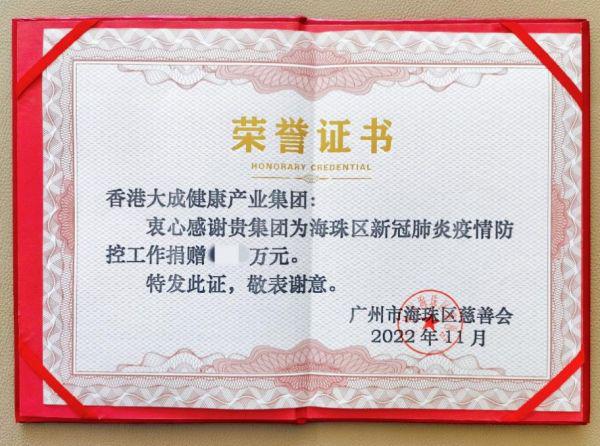 荣誉证书
HONORARY CREDENTIAL
香港大成健康产业集团：
衷心感谢贵集团为海珠区新冠肺炎疫情防
控工作捐赠 万元。
特发此证，敬表谢意。
广州市海珠区慈善会
2022年11月